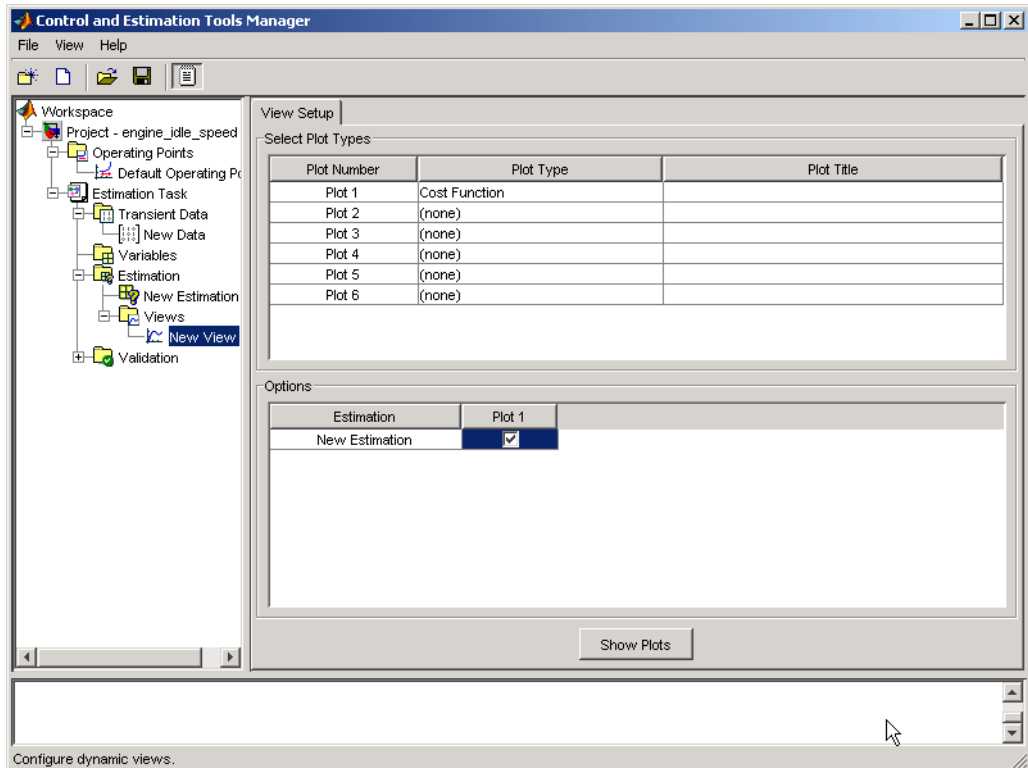 Control and Estimation Tools Manager
File View Help
Workspace
Project - engine_idle_speed
Operating Points
Default Operating Po
Estimation Task
Transient Data
New Data
Variables
Estimation
New Estimation
Views
New View
Validation
View Setup
Select Plot Types
Plot Number Plot Type Plot Title
Plot 1 Cost Function
Plot 2 (none)
Plot 3 (none)
Plot 4 (none)
Plot 5 (none)
Plot 6 (none)
Options
Estimation Plot 1
New Estimation
Show Plots
Configure dynamic views.